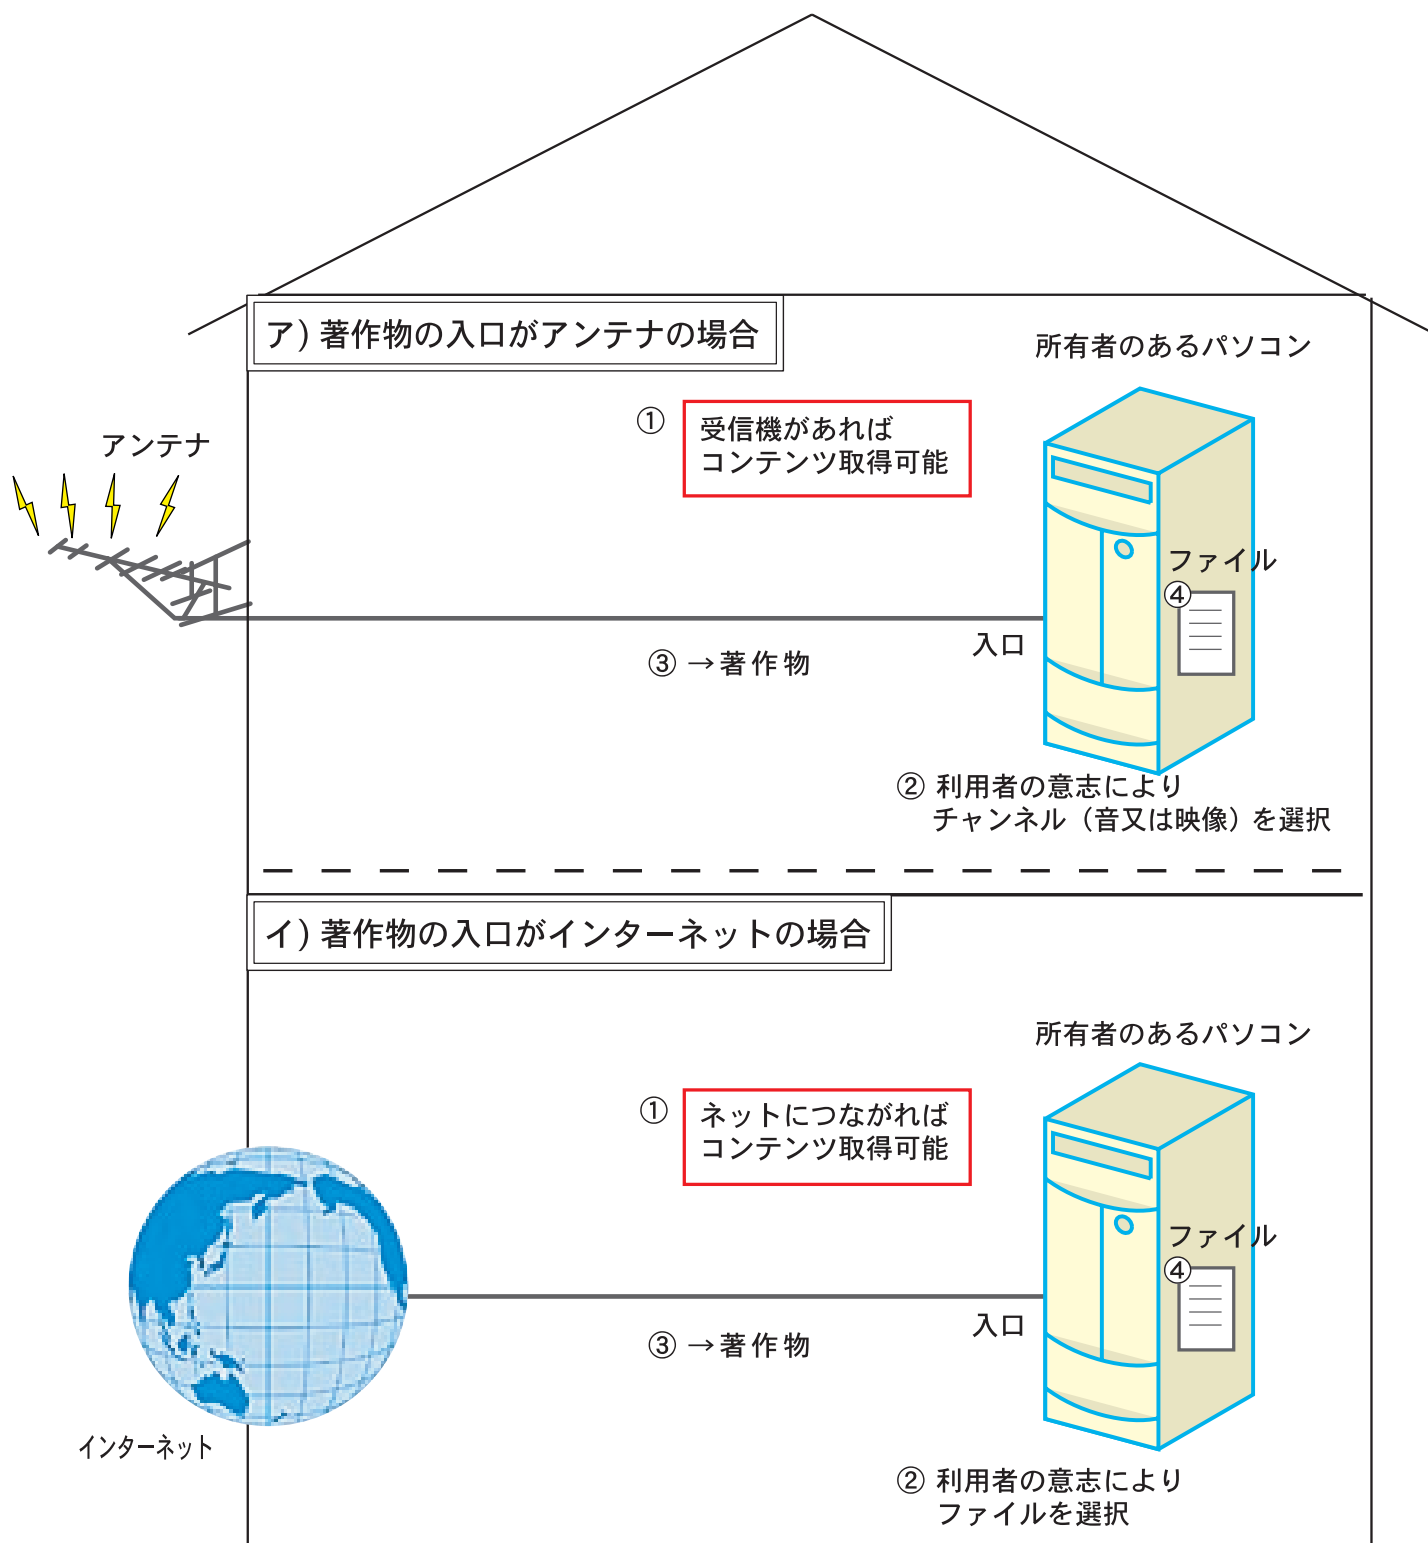 ア) 著作物の入口がアンテナの場合
所有者のあるパソコン
① 受信機があれば
コンテンツ取得可能
アンテナ
ファイル
④
入口
③ →著作物
② 利用者の意志により
チャンネル（音又は映像）を選択
イ) 著作物の入口がインターネットの場合
所有者のあるパソコン
① ネットにつながれば
コンテンツ取得可能
ファイル
④
入口
③ →著作物
インターネット
② 利用者の意志により
ファイルを選択